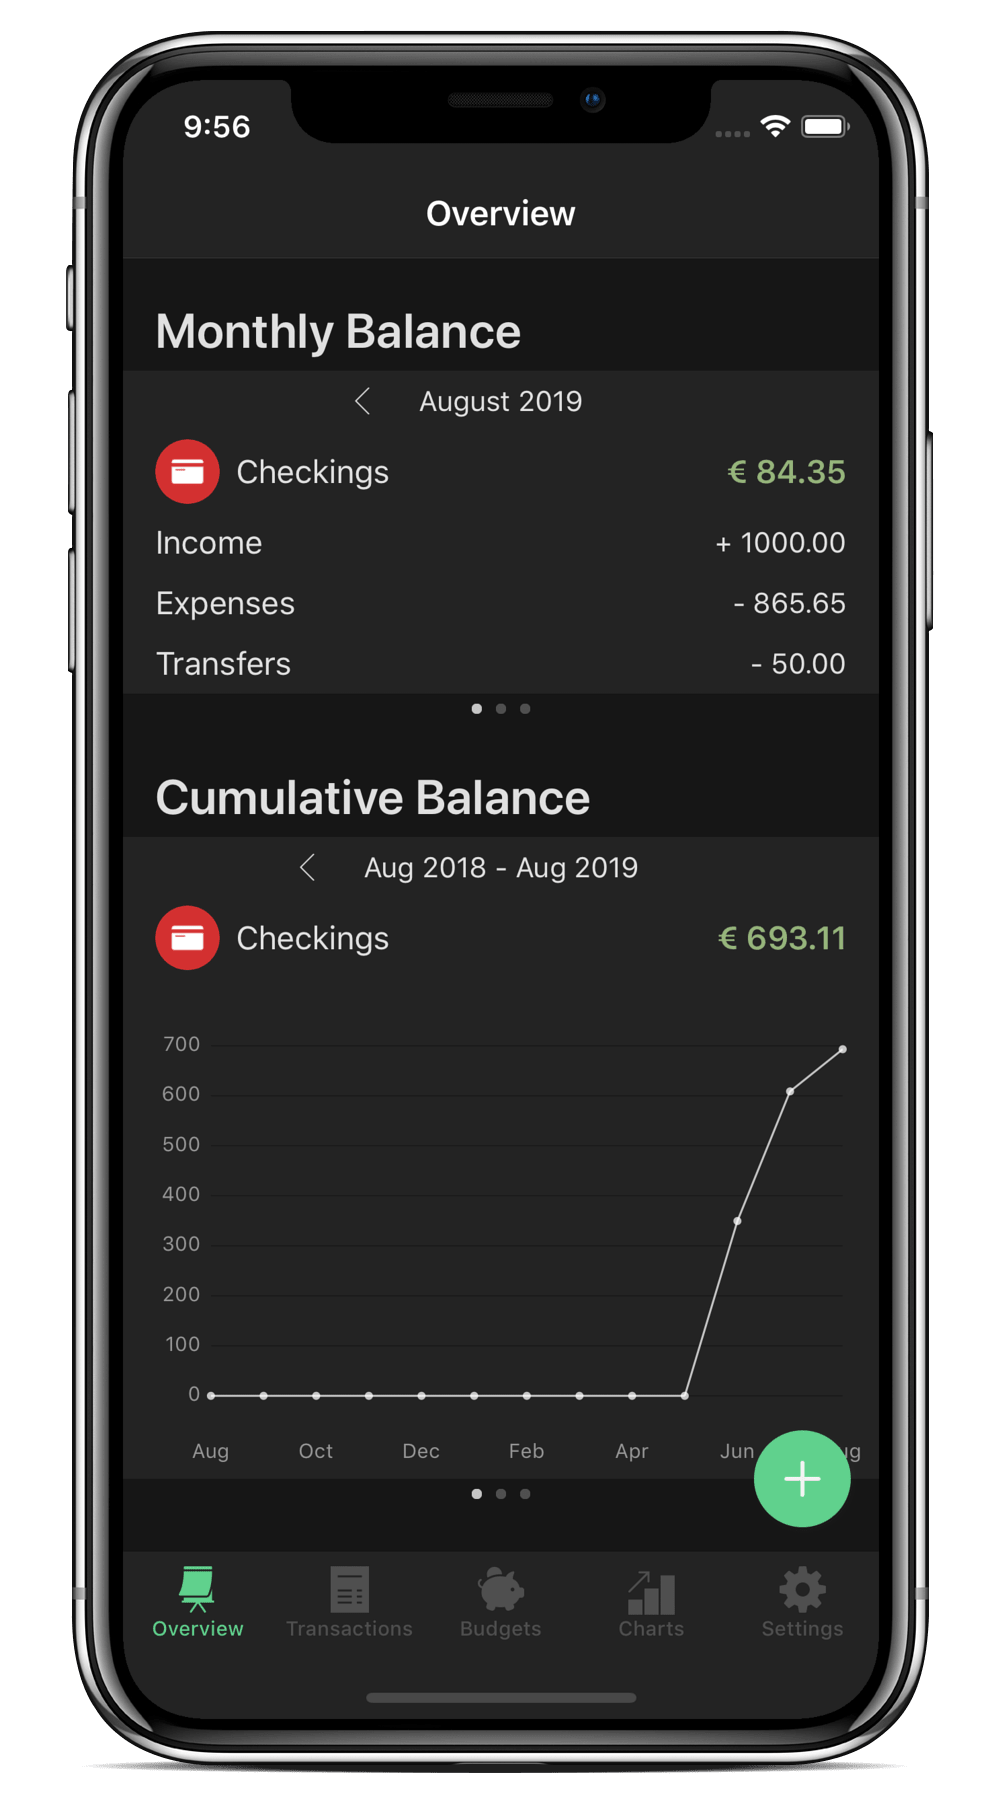 9:56
Overview
Monthly Balance
August 2019
Checkings € 84.35
Income + 1000.00
Expenses - 865.65
Transfers - 50.00
Cumulative Balance
Aug 2018 - Aug 2019
Checkings € 693.11
700
600
500
400
300
200
100
0
Aug Oct Dec Feb Apr Jun
Overview Transactions Budgets Charts Settings